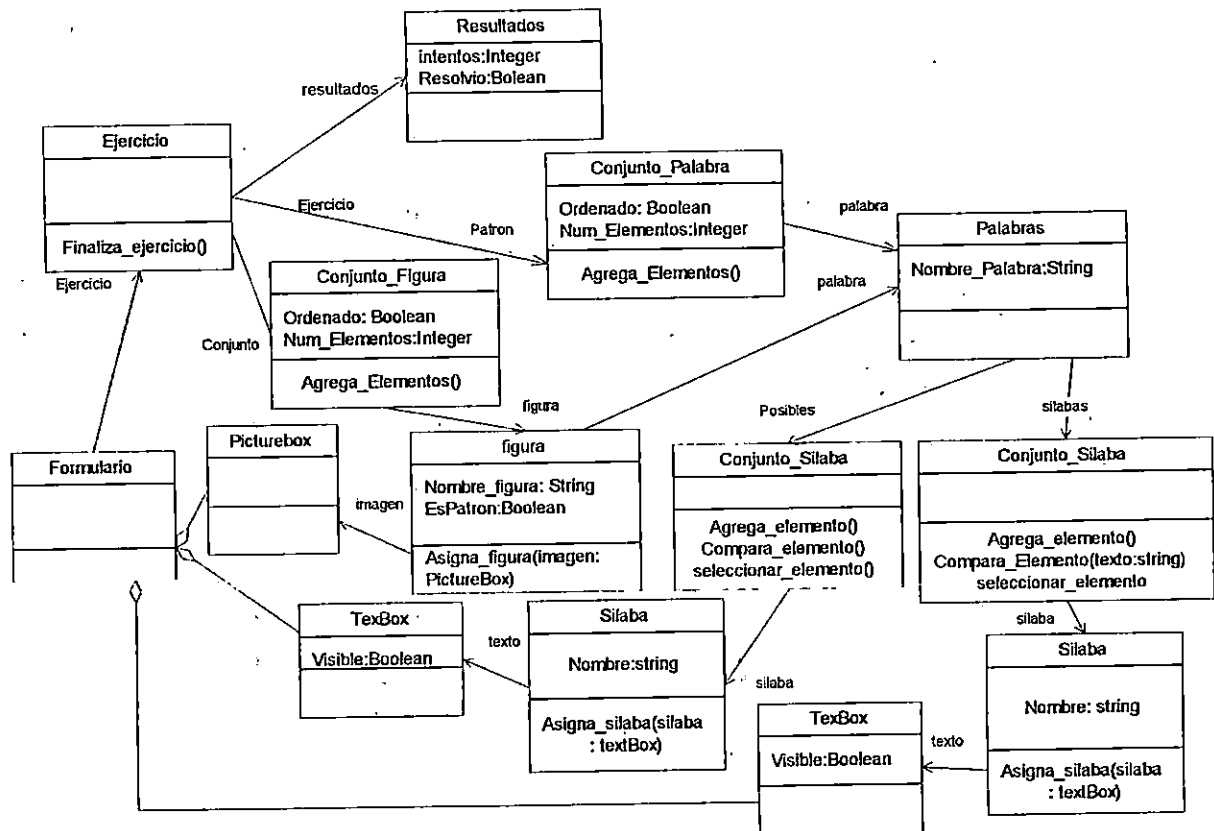 Resultados
intentos:Integer
Resolvio:Bolean
resultados
Ejercicio
Finaliza_ejercicio()
Ejercicio
Ejercicio
Patron
Conjunto_Palabra
Ordenado: Boolean
Num_Elementos:Integer
Agrega_Elementos()
palabra
Palabras
Nombre_Palabra:String
palabra
Conjunto_Figura
Ordenado: Boolean
Num_Elementos:Integer
Agrega_Elementos()
Conjunto
figura
Posibles
silabas
Picturebox
Formulario
imagen
figura
Nombre_figura: String
EsPatron:Boolean
Asigna_figura(imagen:
PictureBox)
Conjunto_Silaba
Agrega_elemento()
Compara_elemento()
seleccionar_elemento()
Conjunto_Silaba
Agrega_elemento()
Compara_Elemento(texto:string)
seleccionar_elemento
silaba
TexBox
Visible:Boolean
texto
Silaba
Nombre:string
Asigna_silaba(silaba
: textBox)
silaba
TexBox
Visible:Boolean
texto
Silaba
Nombre: string
Asigna_silaba(silaba
: textBox)